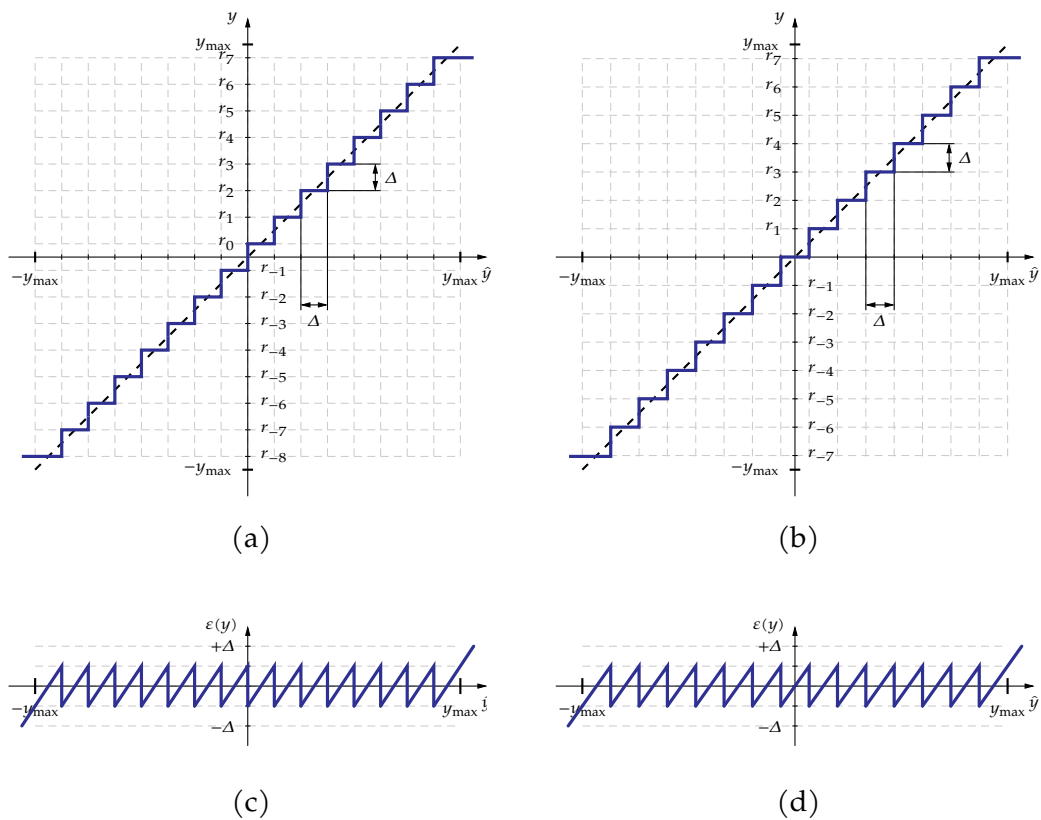 y
y_max
r_7
r_6
r_5
r_4
r_3
Δ
r_2
r_1
r_0
−y_max
y_max ŷ
r_−1
r_−2
r_−3
Δ
r_−4
r_−5
r_−6
r_−7
r_−8
−y_max
(a)
y
y_max
r_7
r_6
r_5
r_4
Δ
r_3
r_2
r_1
−y_max
y_max ŷ
r_−1
r_−2
Δ
r_−3
r_−4
r_−5
r_−6
r_−7
−y_max
(b)
ε(y)
+Δ
−y_max
y_max
−Δ
(c)
ε(y)
+Δ
−y_max
y_max ŷ
−Δ
(d)